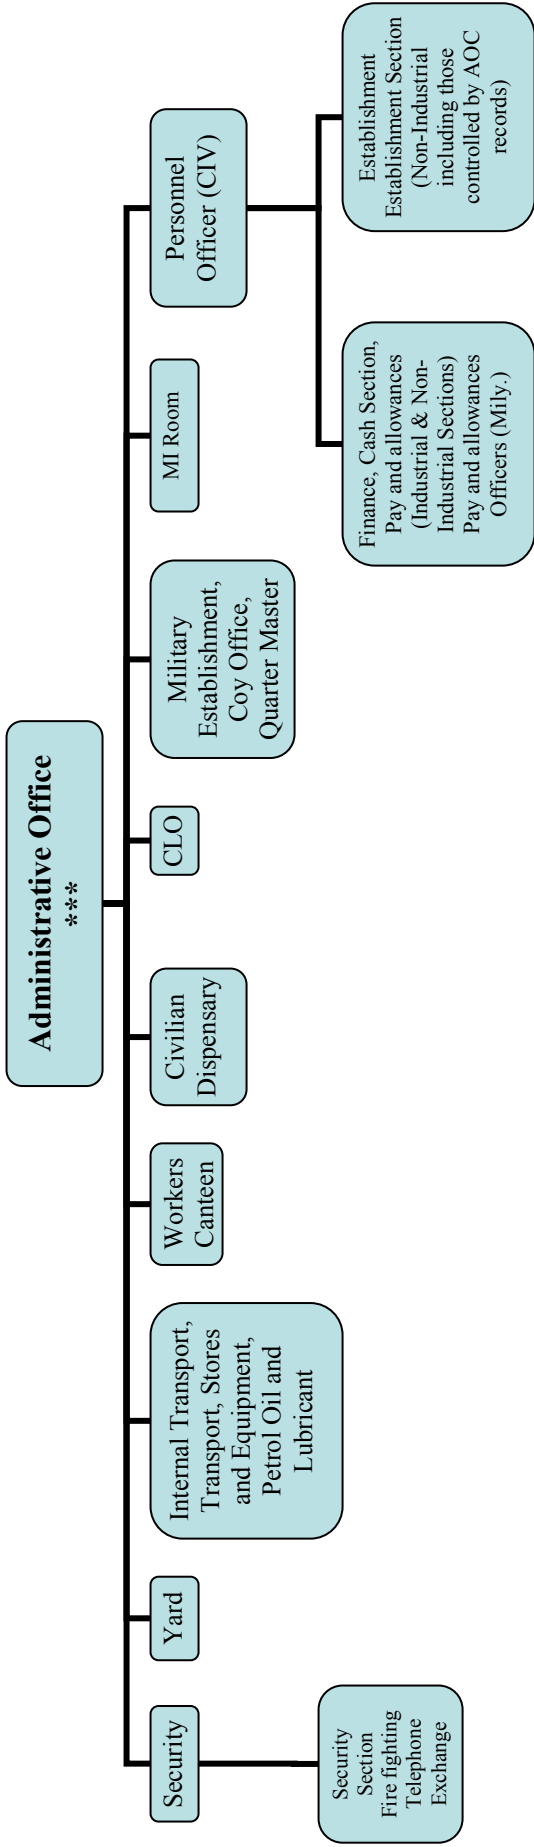 Administrative Office
***
Security
Yard
Internal Transport,
Transport, Stores
and Equipment,
Petrol Oil and
Lubricant
Workers
Canteen
Civilian
Dispensary
CLO
Military
Establishment,
Coy Office,
Quarter Master
MI Room
Personnel
Officer (CIV)
Security
Section
Fire fighting
Telephone
Exchange
Finance, Cash Section,
Pay and allowances
(Industrial & Non-
Industrial Sections)
Pay and allowances
Officers (Mily.)
Establishment
Establishment Section
(Non-Industrial
including those
controlled by AOC
records)